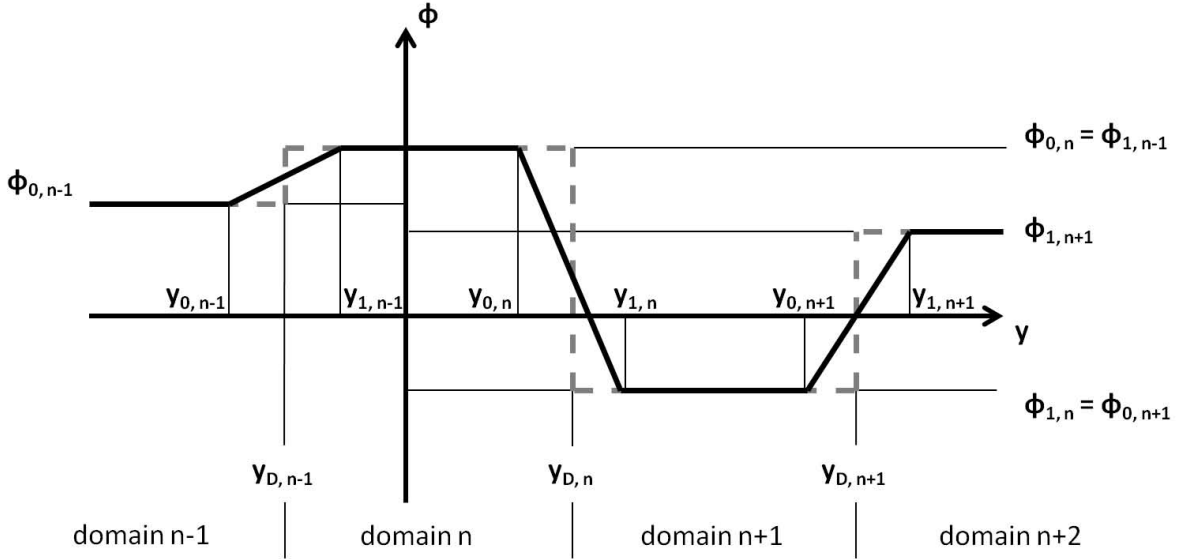 ϕ
ϕ0, n = ϕ1, n-1
ϕ0, n-1
ϕ1, n+1
y0, n-1
y1, n-1
y0, n
y1, n
y0, n+1
y1, n+1
y
ϕ1, n = ϕ0, n+1
yD, n-1
yD, n
yD, n+1
domain n-1
domain n
domain n+1
domain n+2